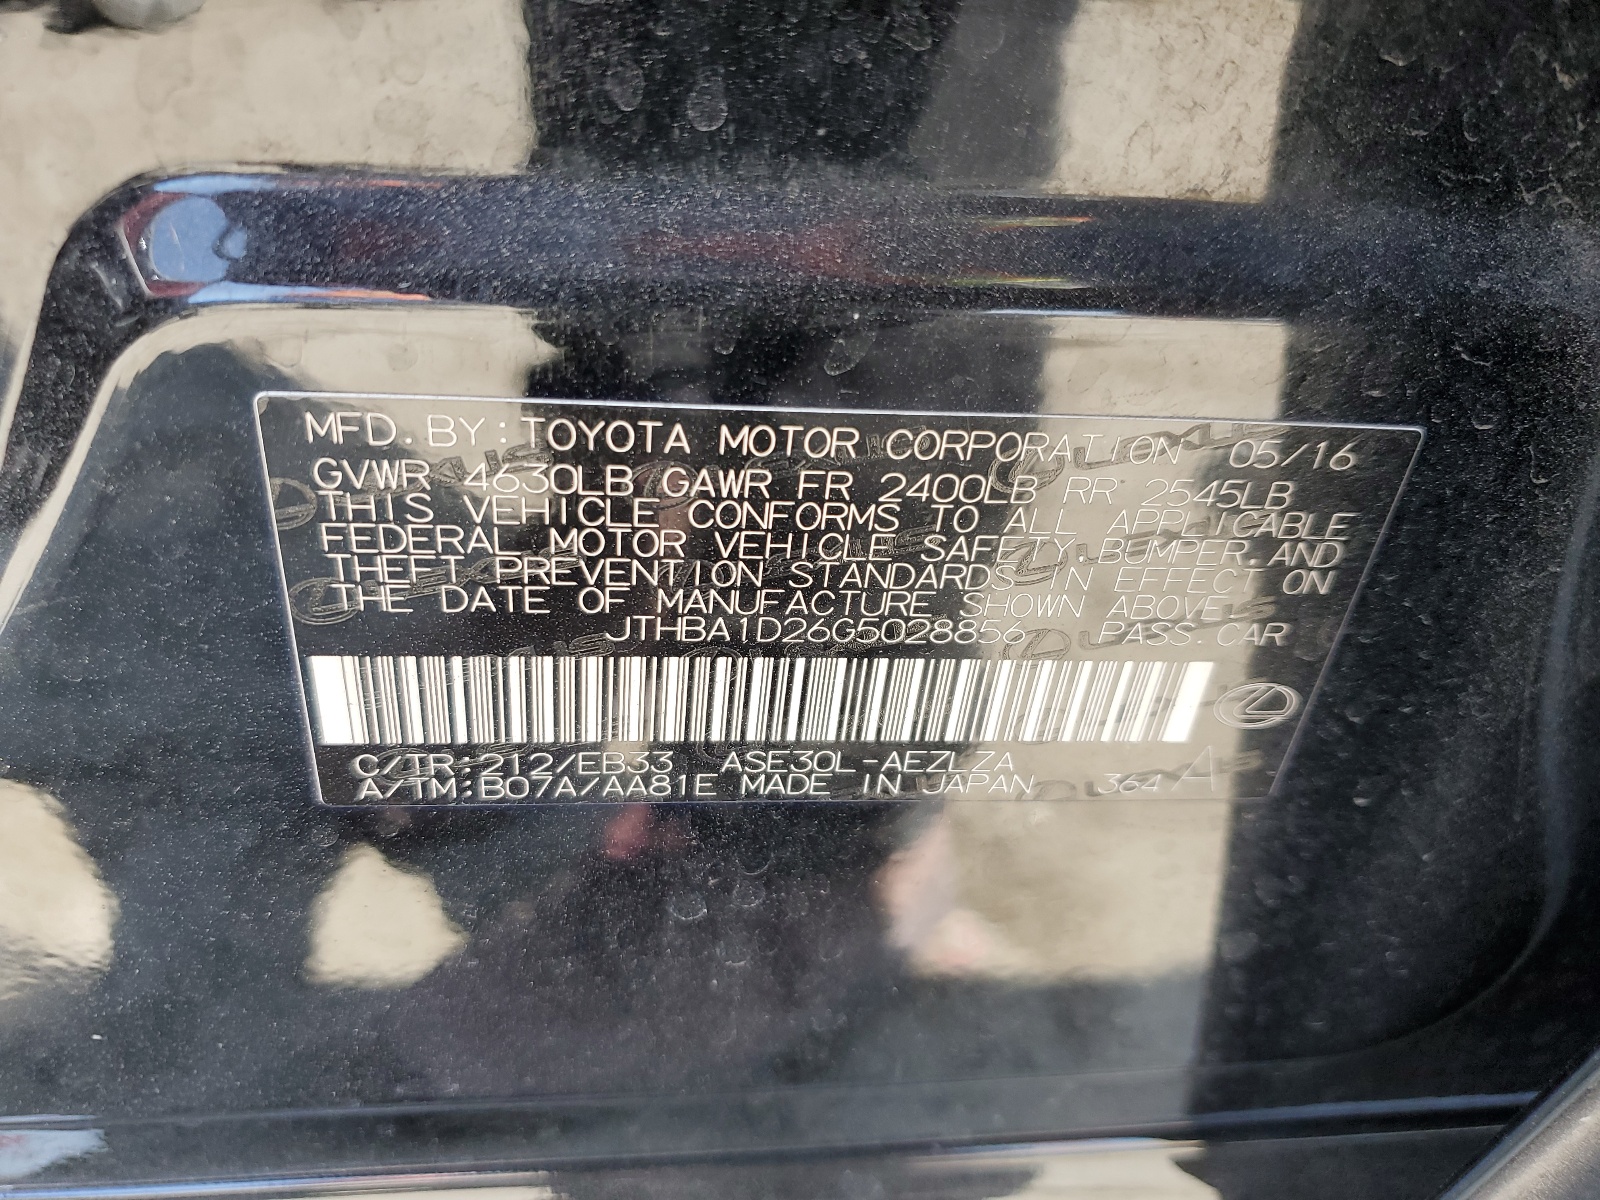 MFD. BY: TOYOTA MOTOR CORPORATION 05/16
GVWR 4630LB GAWR FR 2400LB RR 2545LB
THIS VEHICLE CONFORMS TO ALL APPLICABLE
FEDERAL MOTOR VEHICLE SAFETY, BUMPER, AND
THEFT PREVENTION STANDARDS IN EFFECT ON
THE DATE OF MANUFACTURE SHOWN ABOVE.
JTHBA1D26G5028856 PASS. CAR
C/TR:212/EB33 ASE30L-AEZLZA
A/TM:B07A/AA81E MADE IN JAPAN 364 A